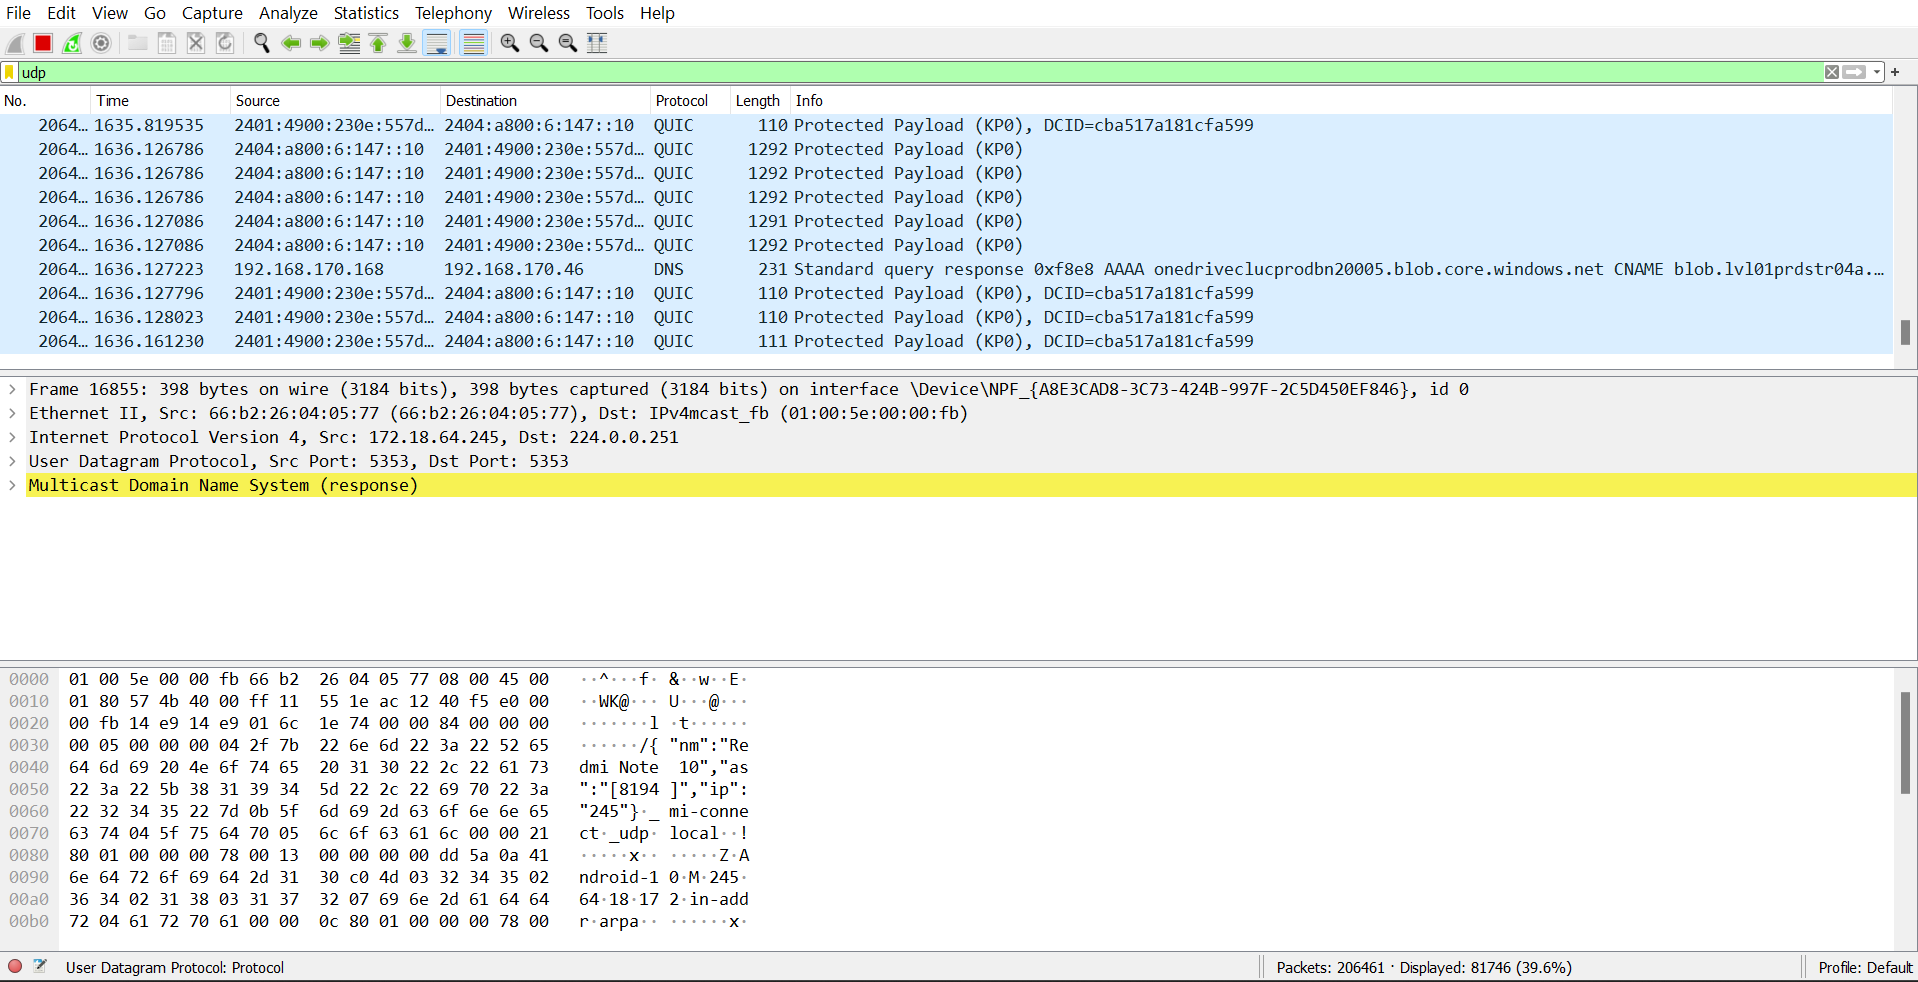 File Edit View Go Capture Analyze Statistics Telephony Wireless Tools Help
udp
No. Time Source Destination Protocol Length Info
2064… 1635.819535 2401:4900:230e:557d… 2404:a800:6:147::10 QUIC 110 Protected Payload (KP0), DCID=cba517a181cfa599
2064… 1636.126786 2404:a800:6:147::10 2401:4900:230e:557d… QUIC 1292 Protected Payload (KP0)
2064… 1636.126786 2404:a800:6:147::10 2401:4900:230e:557d… QUIC 1292 Protected Payload (KP0)
2064… 1636.126786 2404:a800:6:147::10 2401:4900:230e:557d… QUIC 1292 Protected Payload (KP0)
2064… 1636.127086 2404:a800:6:147::10 2401:4900:230e:557d… QUIC 1291 Protected Payload (KP0)
2064… 1636.127086 2404:a800:6:147::10 2401:4900:230e:557d… QUIC 1292 Protected Payload (KP0)
2064… 1636.127223 192.168.170.168 192.168.170.46 DNS 231 Standard query response 0xf8e8 AAAA onedriveclucprodbn20005.blob.core.windows.net CNAME blob.lvl01prdstr04a.…
2064… 1636.127796 2401:4900:230e:557d… 2404:a800:6:147::10 QUIC 110 Protected Payload (KP0), DCID=cba517a181cfa599
2064… 1636.128023 2401:4900:230e:557d… 2404:a800:6:147::10 QUIC 110 Protected Payload (KP0), DCID=cba517a181cfa599
2064… 1636.161230 2401:4900:230e:557d… 2404:a800:6:147::10 QUIC 111 Protected Payload (KP0), DCID=cba517a181cfa599
Frame 16855: 398 bytes on wire (3184 bits), 398 bytes captured (3184 bits) on interface \Device\NPF_{A8E3CAD8-3C73-424B-997F-2C5D450EF846}, id 0
Ethernet II, Src: 66:b2:26:04:05:77 (66:b2:26:04:05:77), Dst: IPv4mcast_fb (01:00:5e:00:00:fb)
Internet Protocol Version 4, Src: 172.18.64.245, Dst: 224.0.0.251
User Datagram Protocol, Src Port: 5353, Dst Port: 5353
Multicast Domain Name System (response)
0000 01 00 5e 00 00 fb 66 b2 26 04 05 77 08 00 45 00 ··^···f· &··w··E·
0010 01 80 57 4b 40 00 ff 11 55 1e ac 12 40 f5 e0 00 ··WK@··· U···@···
0020 00 fb 14 e9 14 e9 01 6c 1e 74 00 00 84 00 00 00 ·······l ·t······
0030 00 05 00 00 00 04 2f 7b 22 6e 6d 22 3a 22 52 65 ······/{ "nm":"Re
0040 64 6d 69 20 4e 6f 74 65 20 31 30 22 2c 22 61 73 dmi Note 10","as
0050 22 3a 22 5b 38 31 39 34 5d 22 2c 22 69 70 22 3a ":"[8194 ]","ip":
0060 22 32 34 35 22 7d 0b 5f 6d 69 2d 63 6f 6e 6e 65 "245"}·_ mi-conne
0070 63 74 04 5f 75 64 70 05 6c 6f 63 61 6c 00 00 21 ct·_udp· local··!
0080 80 01 00 00 00 78 00 13 00 00 00 00 dd 5a 0a 41 ·····x·· ·····Z·A
0090 6e 64 72 6f 69 64 2d 31 30 c0 4d 03 32 34 35 02 ndroid-1 0·M·245·
00a0 36 34 02 31 38 03 31 37 32 07 69 6e 2d 61 64 64 64·18·17 2·in-add
00b0 72 04 61 72 70 61 00 00 0c 80 01 00 00 00 78 00 r·arpa·· ······x·
User Datagram Protocol: Protocol Packets: 206461 · Displayed: 81746 (39.6%) Profile: Default